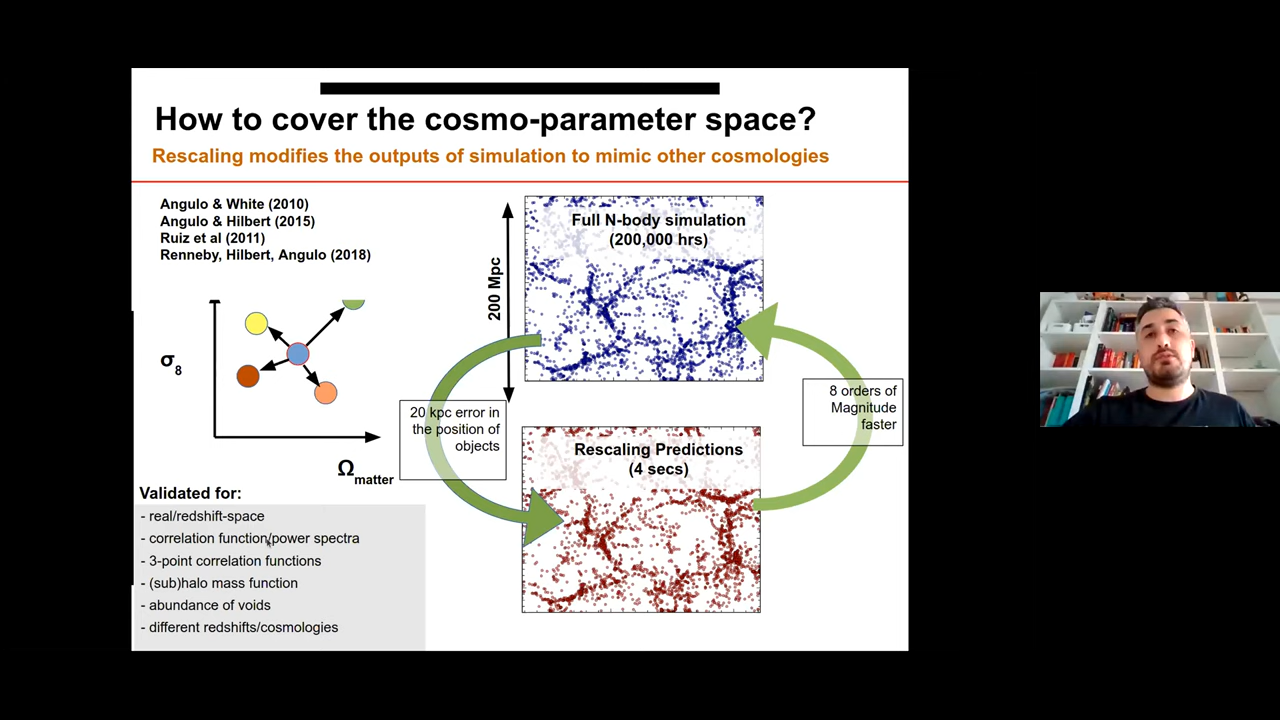 How to cover the cosmo-parameter space?
Rescaling modifies the outputs of simulation to mimic other cosmologies
Angulo & White (2010)
Angulo & Hilbert (2015)
Ruiz et al (2011)
Renneby, Hilbert, Angulo (2018)
σ8
Ωmatter
Validated for:
- real/redshift-space
- correlation function/power spectra
- 3-point correlation functions
- (sub)halo mass function
- abundance of voids
- different redshifts/cosmologies
200 Mpc
Full N-body simulation
(200,000 hrs)
20 kpc error in
the position of
objects
8 orders of
Magnitude
faster
Rescaling Predictions
(4 secs)